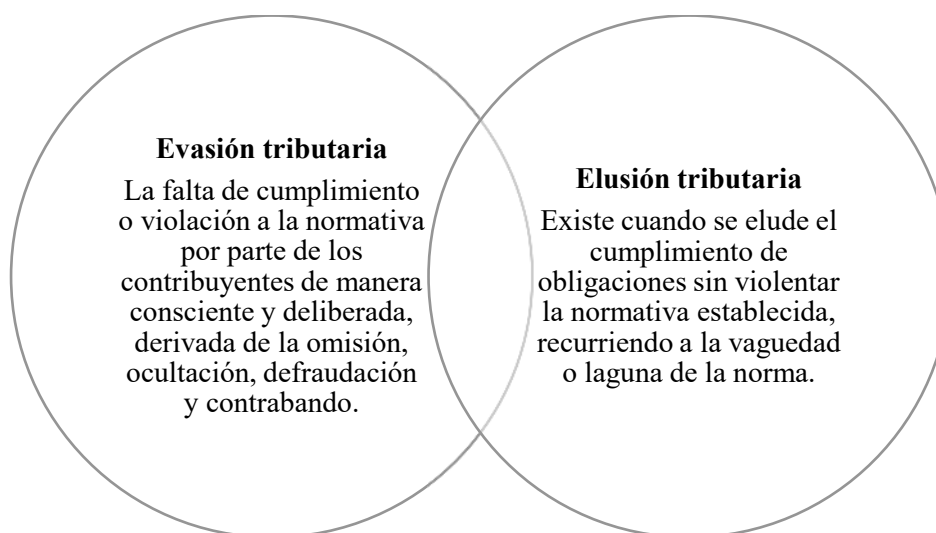 Evasión tributaria
La falta de cumplimiento
o violación a la normativa
por parte de los
contribuyentes de manera
consciente y deliberada,
derivada de la omisión,
ocultación, defraudación
y contrabando.
Elusión tributaria
Existe cuando se elude el
cumplimiento de
obligaciones sin violentar
la normativa establecida,
recurriendo a la vaguedad
o laguna de la norma.